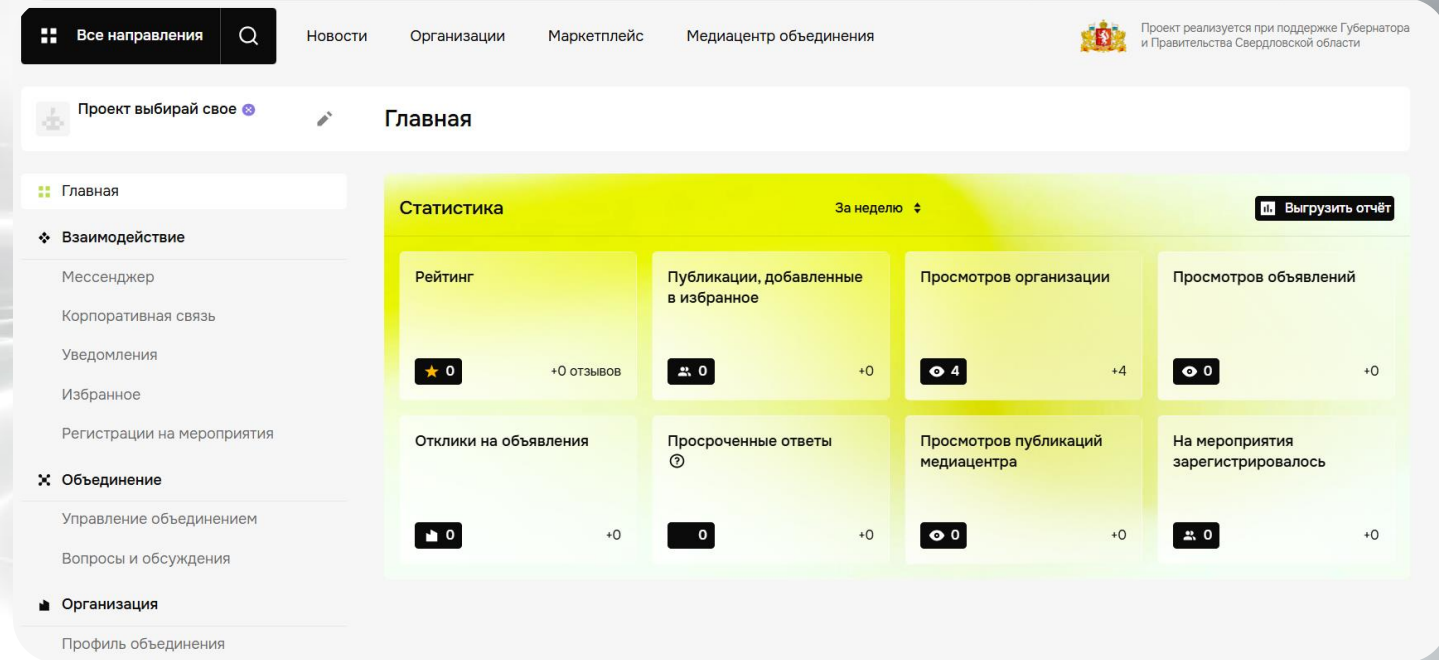 Все направления
Новости
Организации
Маркетплейс
Медиацентр объединения
Проект реализуется при поддержке Губернатора
и Правительства Свердловской области
Проект выбирай свое
Главная
Главная
Взаимодействие
Мессенджер
Корпоративная связь
Уведомления
Избранное
Регистрации на мероприятия
Объединение
Управление объединением
Вопросы и обсуждения
Организация
Профиль объединения
Статистика
За неделю
Выгрузить отчёт
Рейтинг
0
+0 отзывов
Публикации, добавленные
в избранное
0
+0
Просмотров организации
4
+4
Просмотров объявлений
0
+0
Отклики на объявления
0
+0
Просроченные ответы
?
0
+0
Просмотров публикаций
медиацентра
0
+0
На мероприятия
зарегистрировалось
0
+0